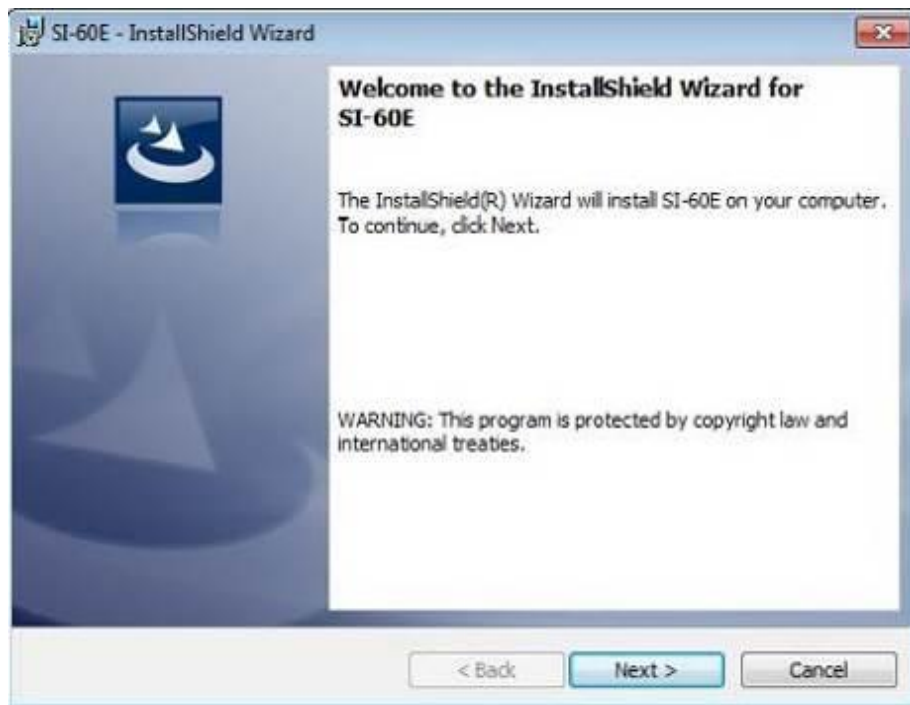 SI-60E - InstallShield Wizard
Welcome to the InstallShield Wizard for
SI-60E
The InstallShield(R) Wizard will install SI-60E on your computer.
To continue, click Next.
WARNING: This program is protected by copyright law and
international treaties.
< Back
Next >
Cancel